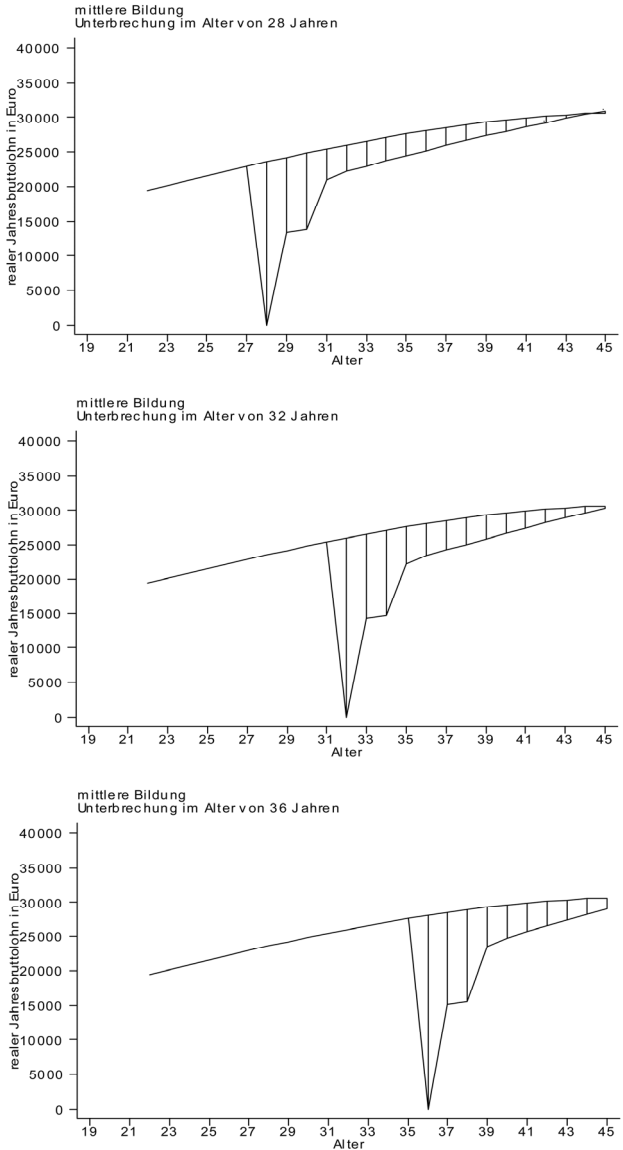 mittlere Bildung
Unterbrechung im Alter von 28 Jahren
realer Jahresbruttolohn in Euro
40000
35000
30000
25000
20000
15000
10000
5000
0
19 21 23 25 27 29 31 33 35 37 39 41 43 45
Alter
mittlere Bildung
Unterbrechung im Alter von 32 Jahren
realer Jahresbruttolohn in Euro
40000
35000
30000
25000
20000
15000
10000
5000
0
19 21 23 25 27 29 31 33 35 37 39 41 43 45
Alter
mittlere Bildung
Unterbrechung im Alter von 36 Jahren
realer Jahresbruttolohn in Euro
40000
35000
30000
25000
20000
15000
10000
5000
0
19 21 23 25 27 29 31 33 35 37 39 41 43 45
Alter